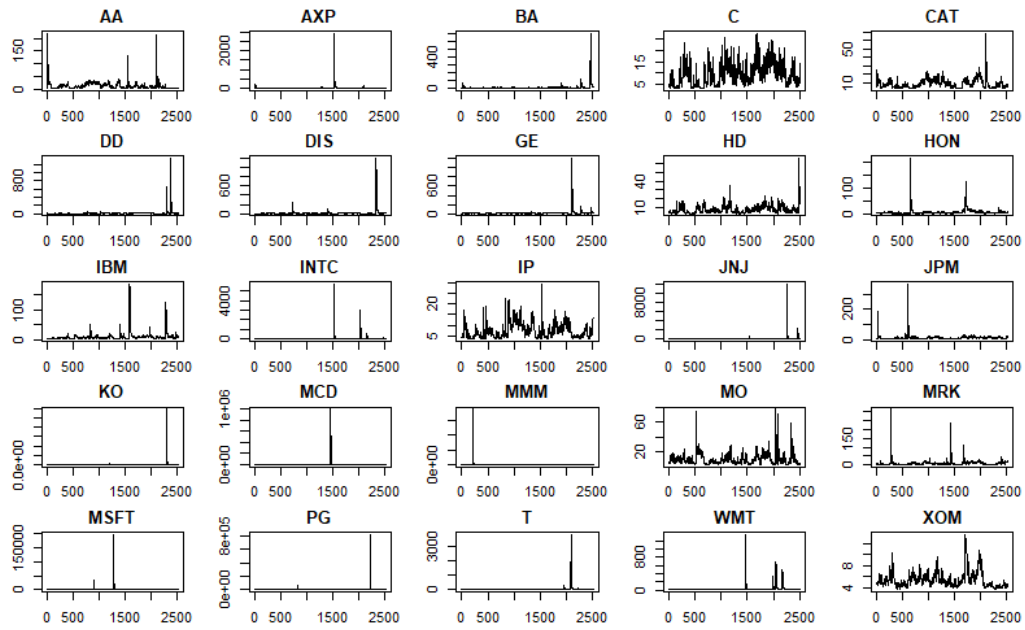 AA AXP BA C CAT
0 150
0 2000
0 400
5 15
10 50
0 500 1500 2500 0 500 1500 2500 0 500 1500 2500 0 500 1500 2500 0 500 1500 2500
DD DIS GE HD HON
0 800
0 600
0 600
10 40
0 100
0 500 1500 2500 0 500 1500 2500 0 500 1500 2500 0 500 1500 2500 0 500 1500 2500
IBM INTC IP JNJ JPM
0 100
0 4000
5 20
0 8000
0 200
0 500 1500 2500 0 500 1500 2500 0 500 1500 2500 0 500 1500 2500 0 500 1500 2500
KO MCD MMM MO MRK
0.0e+00
0e+00 1e+06
0e+00
20 60
0 150
0 500 1500 2500 0 500 1500 2500 0 500 1500 2500 0 500 1500 2500 0 500 1500 2500
MSFT PG T WMT XOM
0 150000
0e+00 8e+05
0 3000
0 800
4 8
0 500 1500 2500 0 500 1500 2500 0 500 1500 2500 0 500 1500 2500 0 500 1500 2500